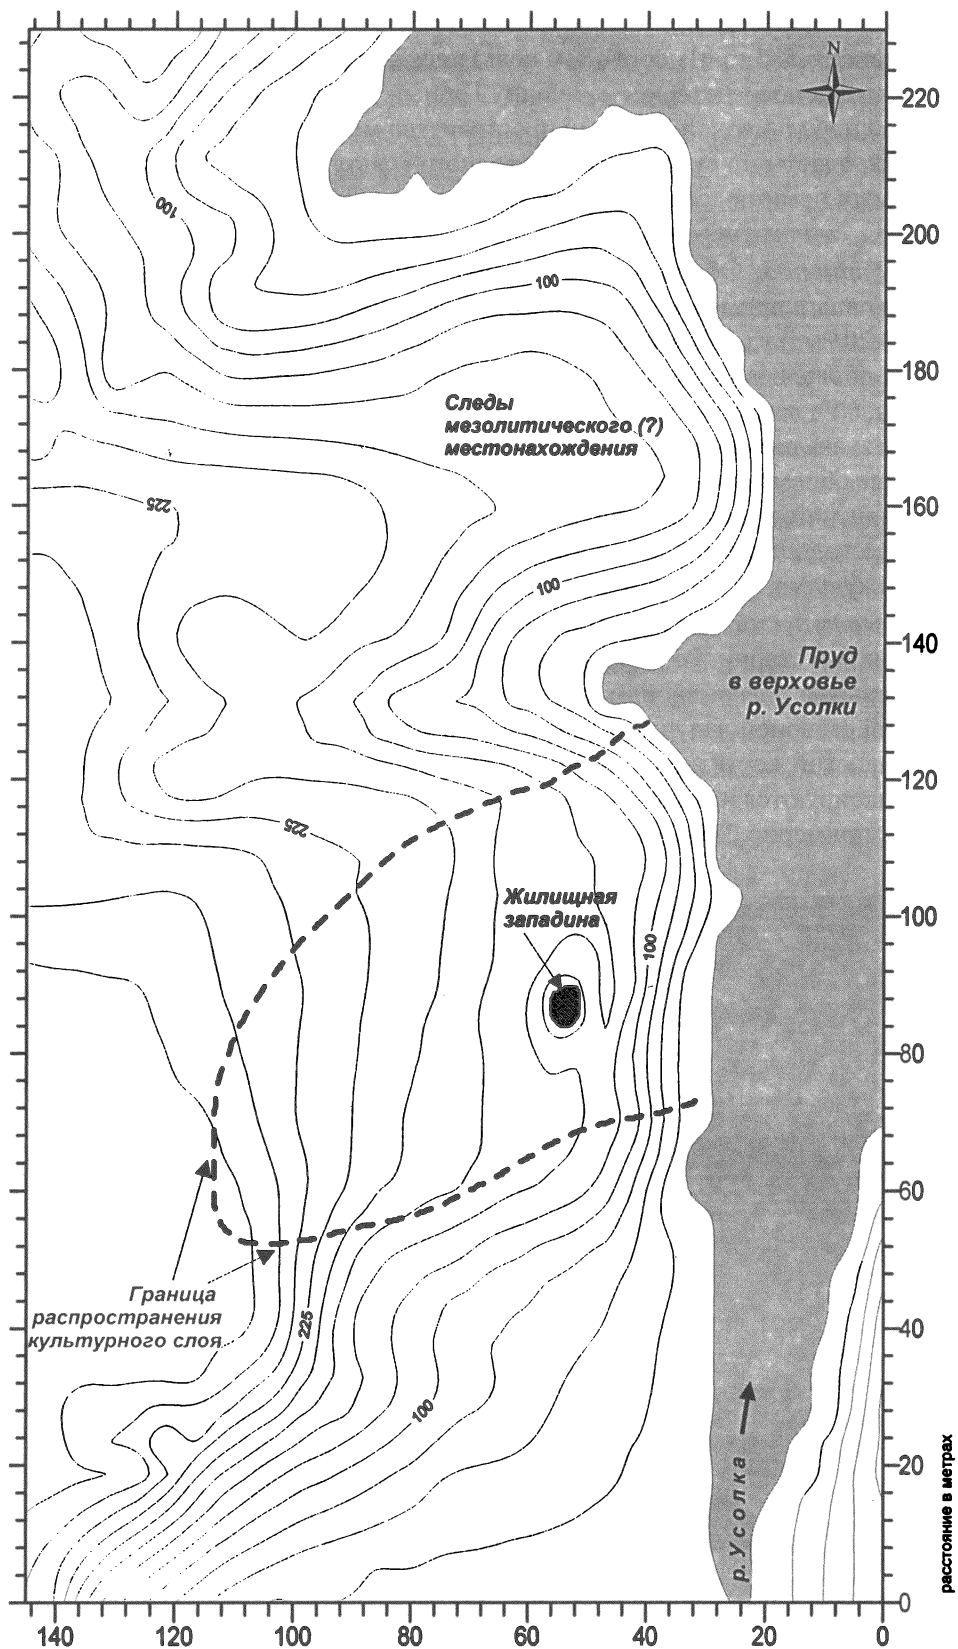 N
220
200
180
160
140
120
100
80
60
40
20
0
100
100
Следы
мезолитического (?)
местонахождения
225
100
Пруд
в верховье
р. Усолки
225
Жилищная
западина
100
Граница
распространения
культурного слоя
225
100
р. Усолка
расстояние в метрах
140
120
100
80
60
40
20
0